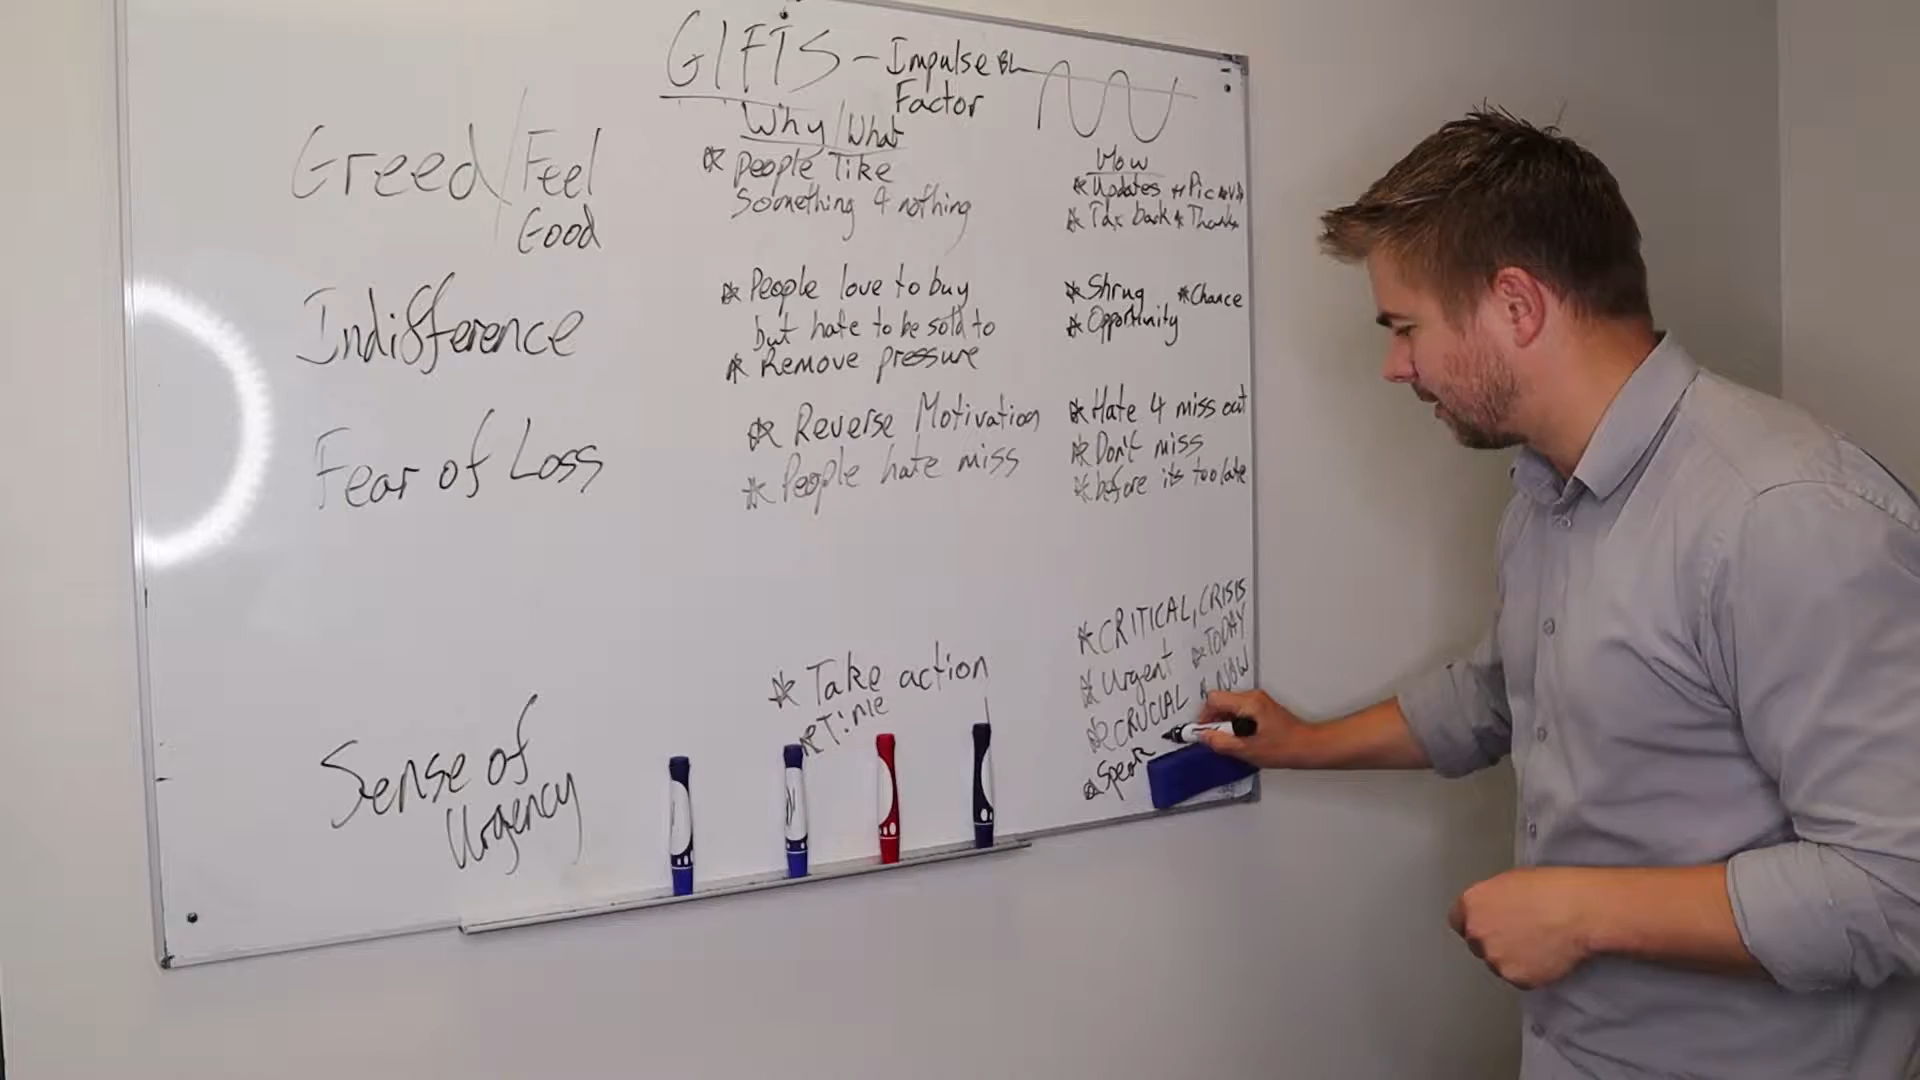 GIFTS - Impulse BL
Factor
Why/What
How
Greed/Feel
Good
* People like
Something 4 nothing
* Updates * Pic
* Tax back * Thanks
Indifference
* People love to buy
but hate to be sold to
* Remove pressure
* Shrug * Chance
* Opportunity
Fear of Loss
* Reverse Motivation
* People hate miss
* Hate 4 miss out
* Don't miss
* before its too late
Sense of
Urgency
* Take action
* Time
* CRITICAL, CRISIS
* Urgent * TODAY
* CRUCIAL * NOW